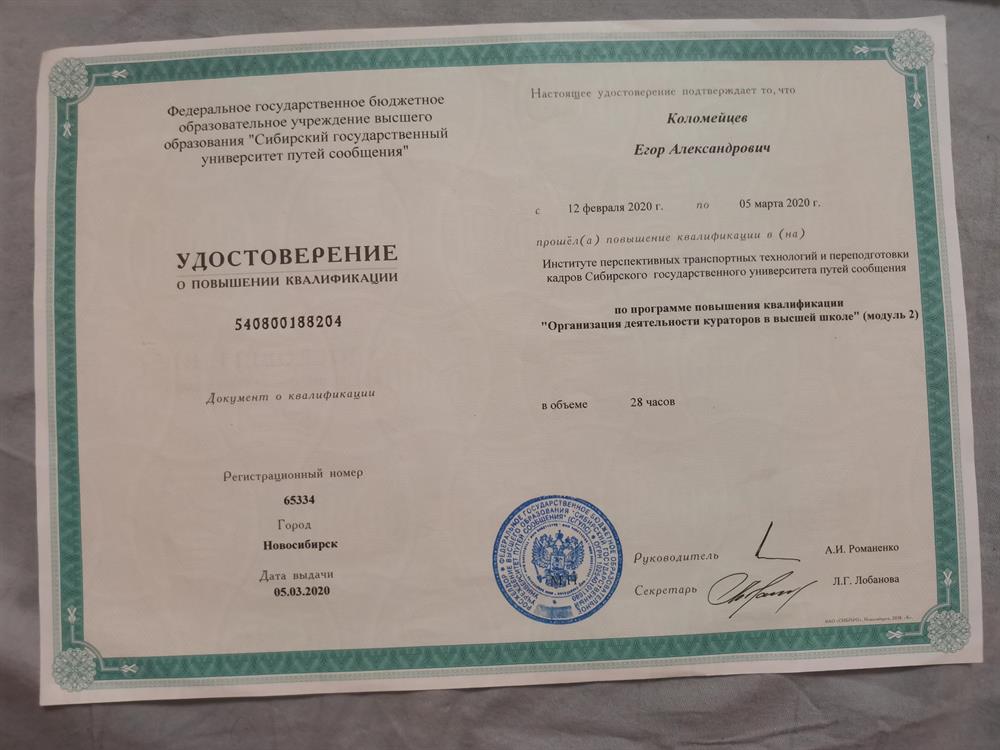 Федеральное государственное бюджетное
образовательное учреждение высшего
образования "Сибирский государственный
университет путей сообщения"
УДОСТОВЕРЕНИЕ
О ПОВЫШЕНИИ КВАЛИФИКАЦИИ
540800188204
Документ о квалификации
Регистрационный номер
65334
Город
Новосибирск
Дата выдачи
05.03.2020
Настоящее удостоверение подтверждает то, что
Коломейцев
Егор Александрович
с 12 февраля 2020 г. по 05 марта 2020 г.
прошёл(а) повышение квалификации в (на)
Институте перспективных транспортных технологий и переподготовки
кадров Сибирского государственного университета путей сообщения
по программе повышения квалификации
"Организация деятельности кураторов в высшей школе" (модуль 2)
в объеме 28 часов
М.П.
Руководитель А.И. Романенко
Секретарь Л.Г. Лобанова